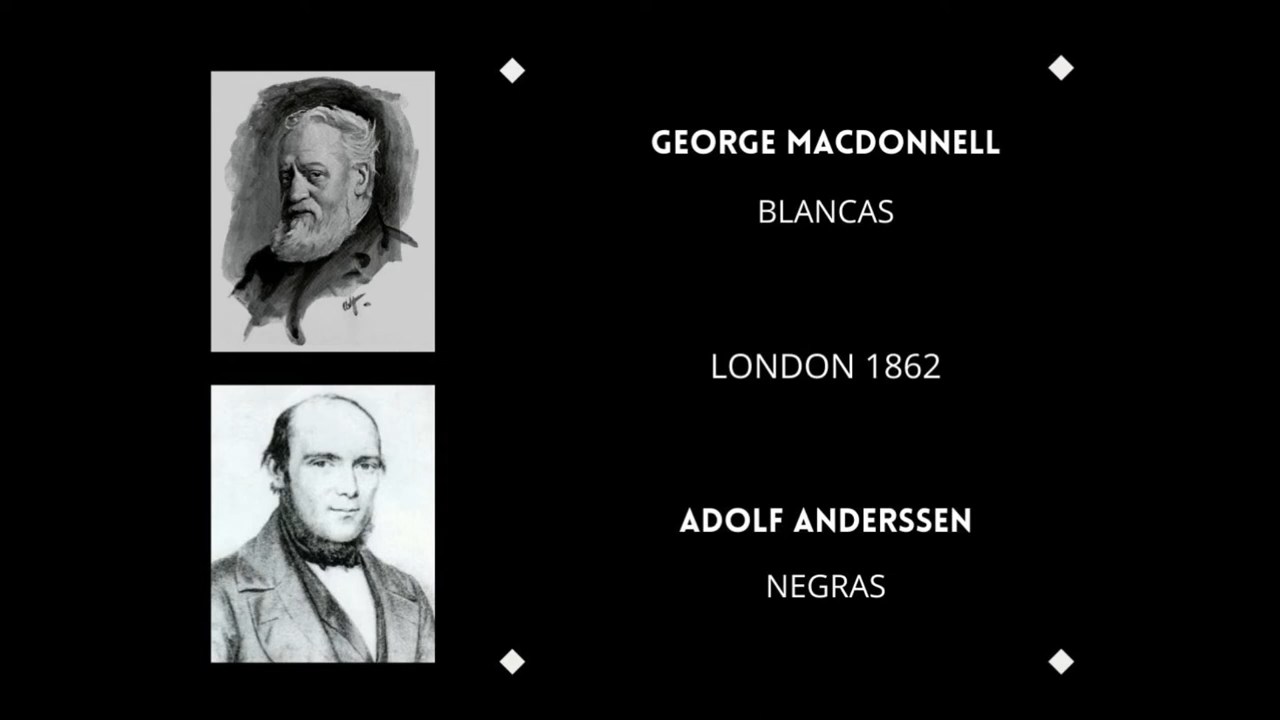 GEORGE MACDONNELL
BLANCAS
LONDON 1862
ADOLF ANDERSSEN
NEGRAS